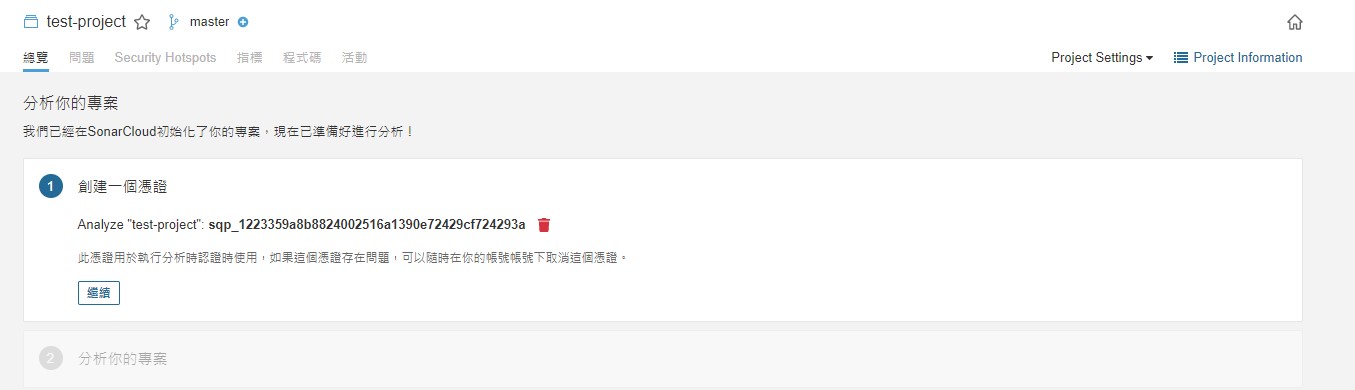 test-project master
總覽 問題 Security Hotspots 指標 程式碼 活動 Project Settings Project Information
分析你的專案
我們已經在SonarCloud初始化了你的專案，現在已準備好進行分析！
1 創建一個憑證
Analyze "test-project": sqp_1223359a8b8824002516a1390e72429cf724293a
此憑證用於執行分析時認證時使用，如果這個憑證存在問題，可以隨時在你的帳號帳號下取消這個憑證。
繼續
2 分析你的專案